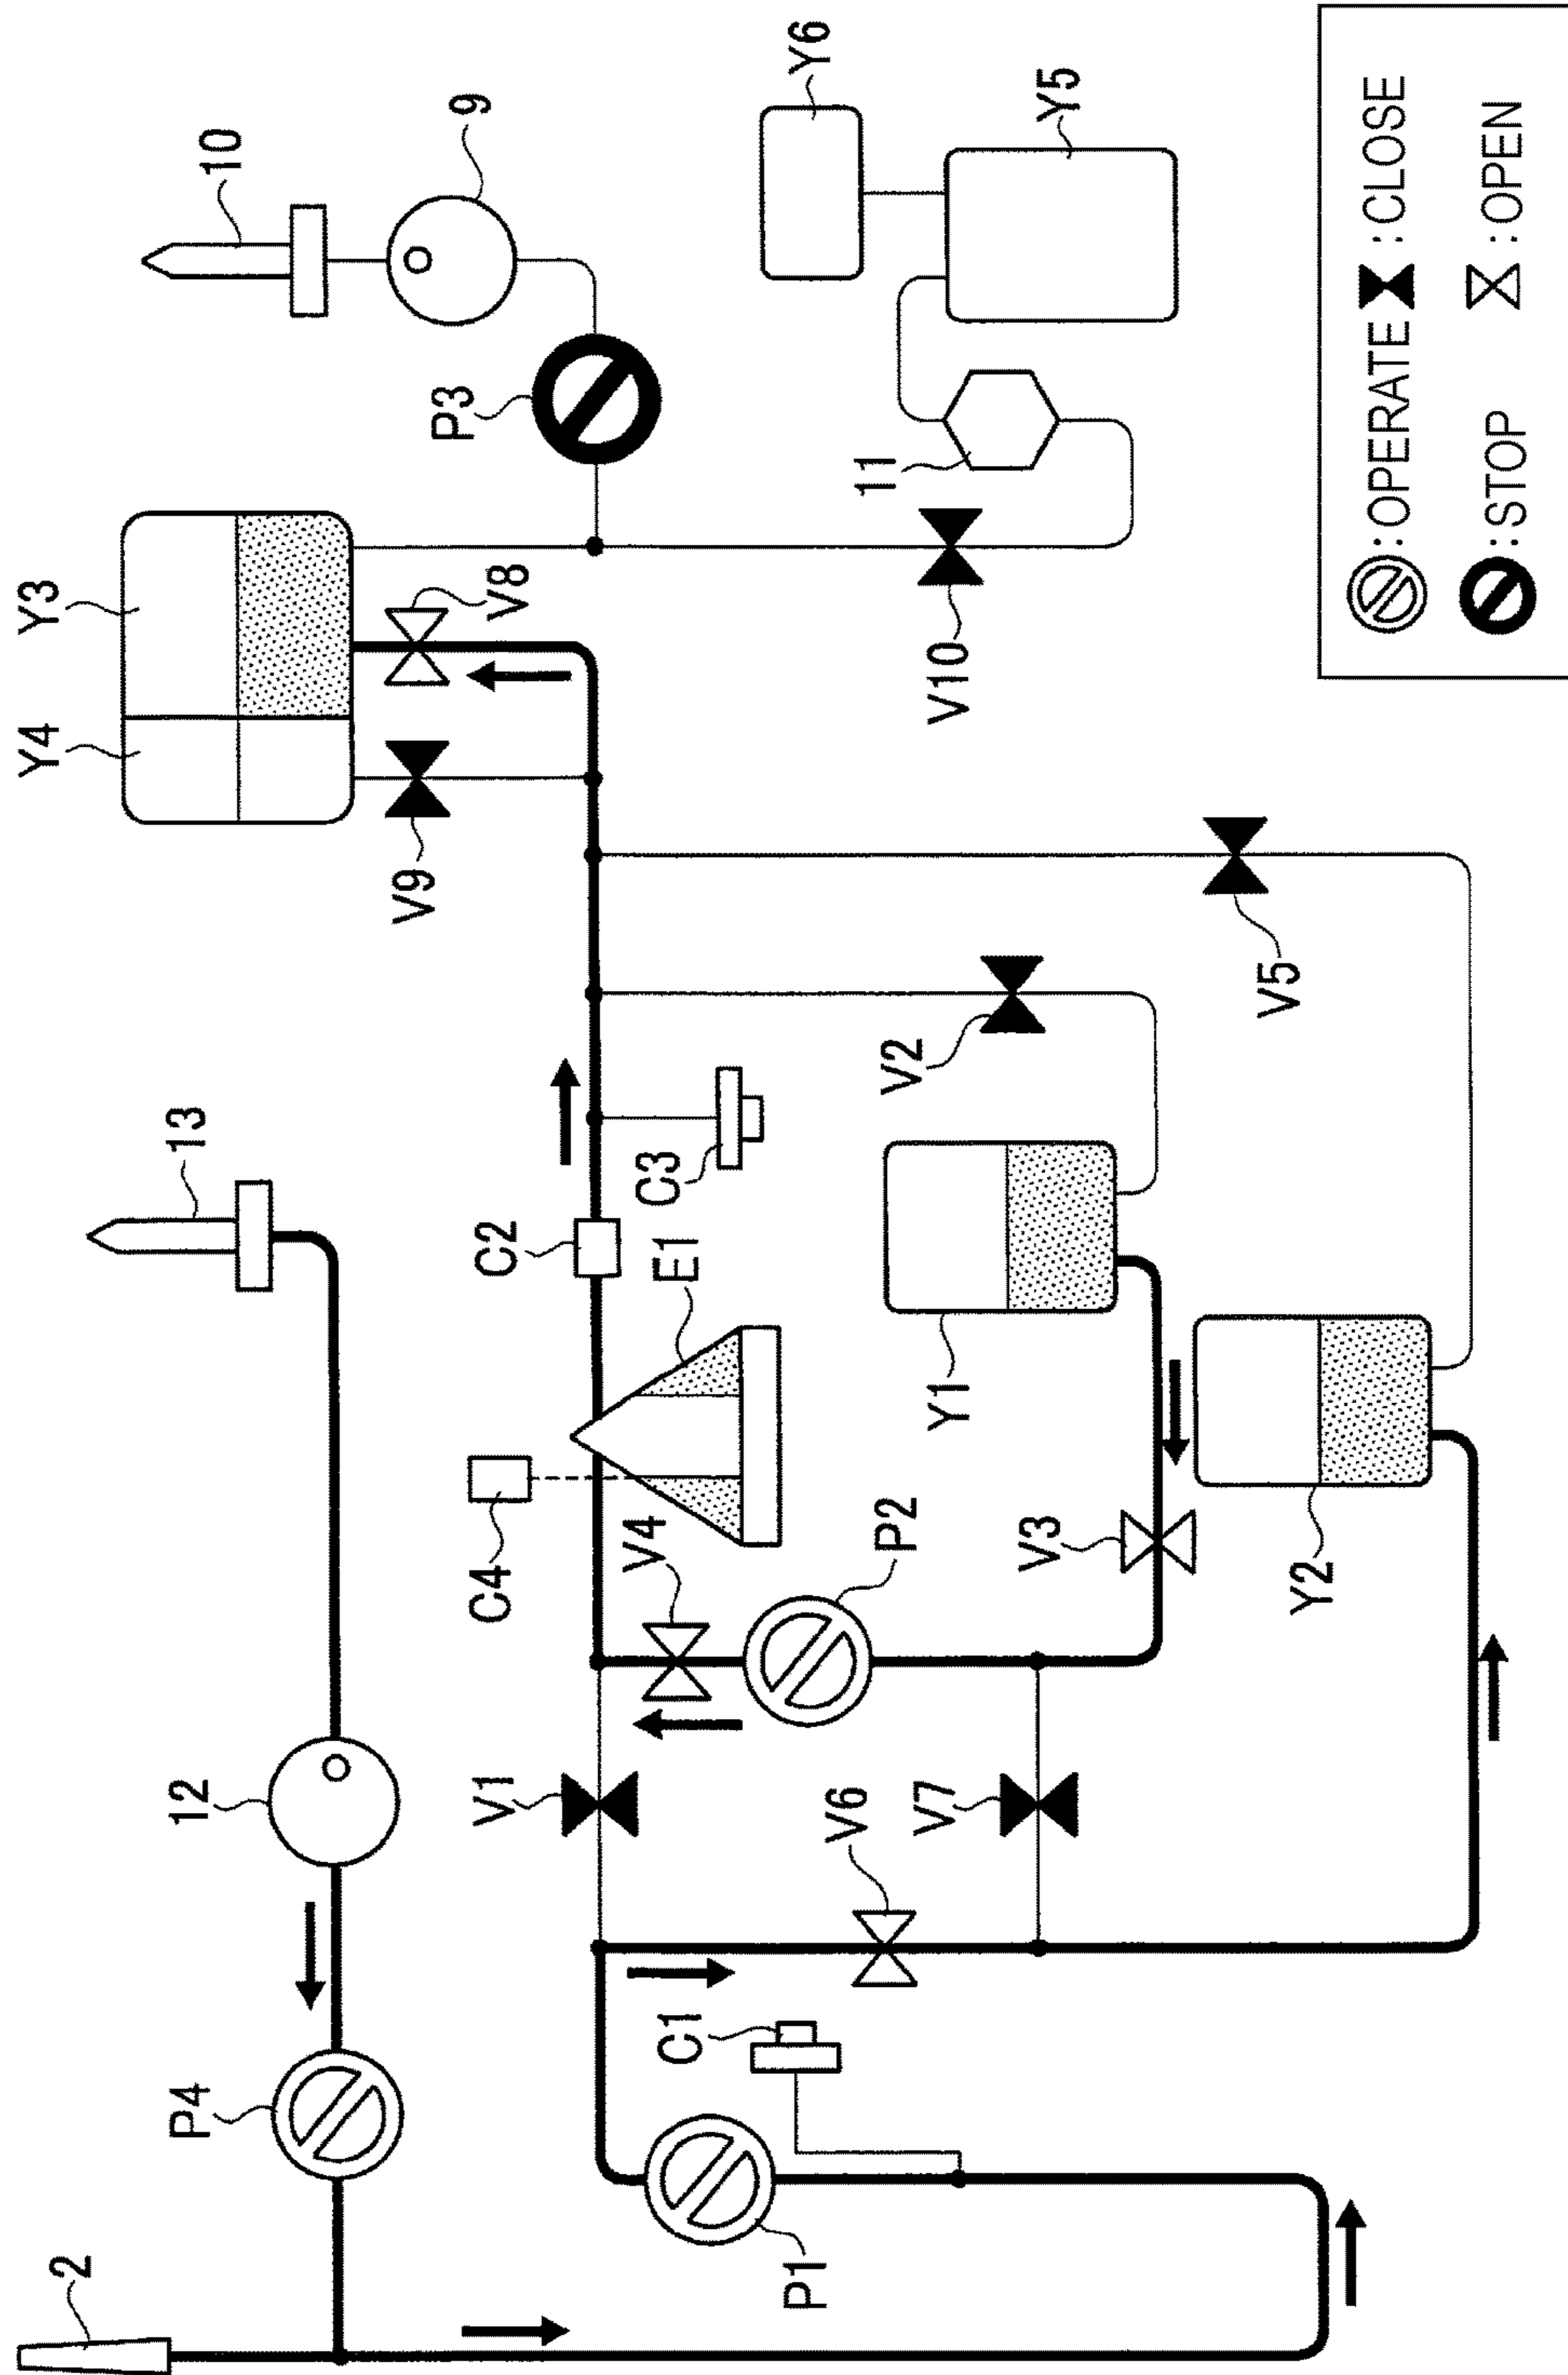 2
P4
12
13
C4
C2
V4
E1
C3
V1
P1
C1
V6
V7
P2
V3
Y1
Y2
V2
V5
Y4
Y3
V9
V8
P3
10
9
V10
11
Y6
Y5
:OPERATE :CLOSE
:STOP :OPEN